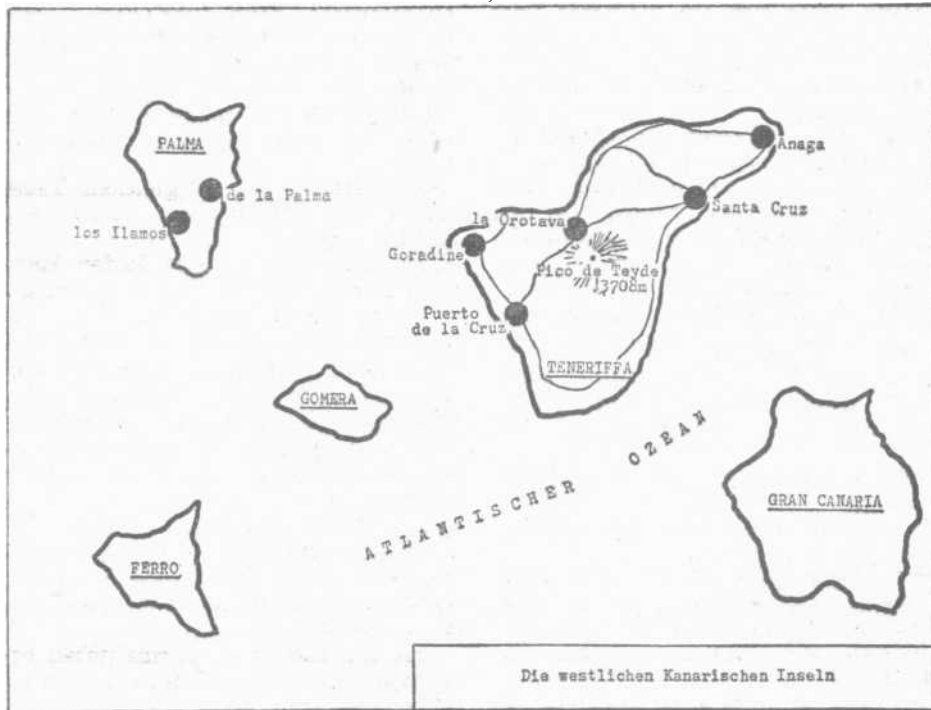 PALMA
de la Palma
los Ilamos
Anaga
Santa Cruz
la Orotava
Goradine
Pico de Teyde
3708m
Puerto
de la Cruz
TENERIFFA
GOMERA
ATLANTISCHER OZEAN
GRAN CANARIA
FERRO
Die westlichen Kanarischen Inseln